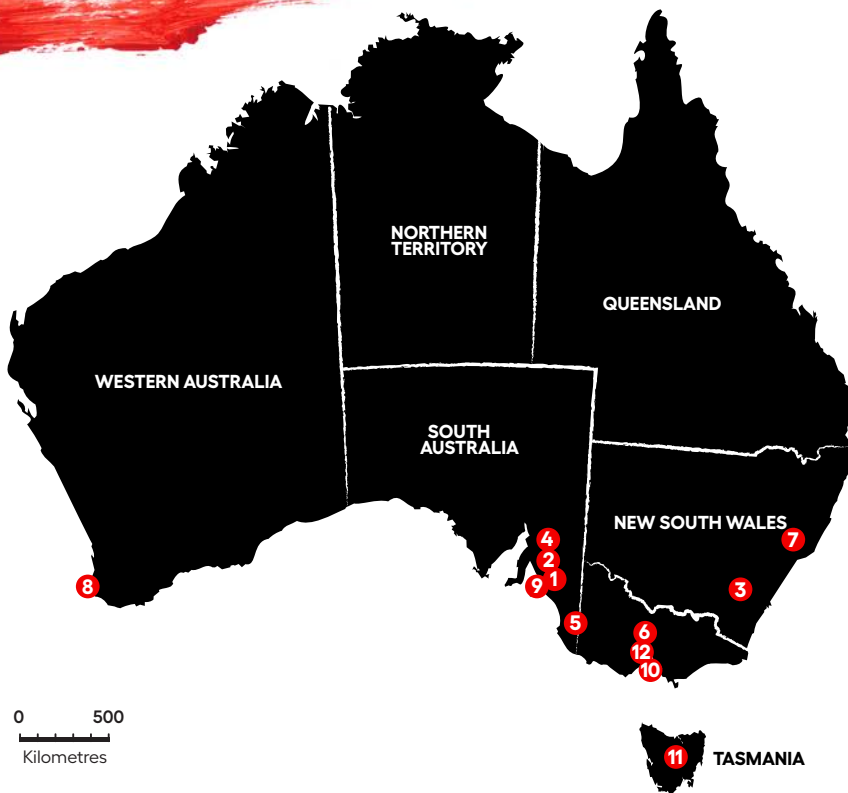 NORTHERN
TERRITORY
QUEENSLAND
WESTERN AUSTRALIA
SOUTH
AUSTRALIA
NEW SOUTH WALES
4
7
2
1
9
8
3
5
6
12
10
0 500
Kilometres
11 TASMANIA